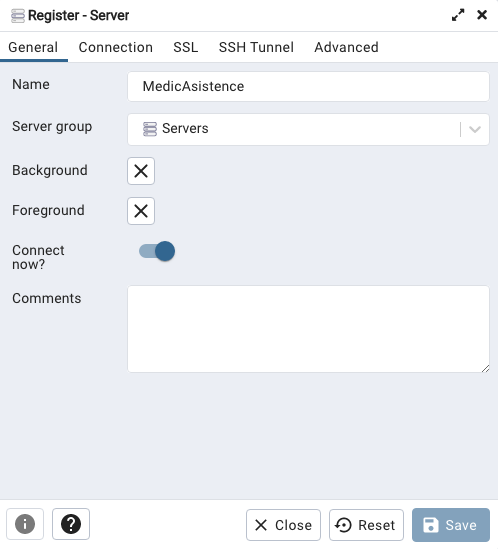 Register - Server
General Connection SSL SSH Tunnel Advanced
Name MedicAsistence
Server group Servers
Background
Foreground
Connect
now?
Comments
Close Reset Save